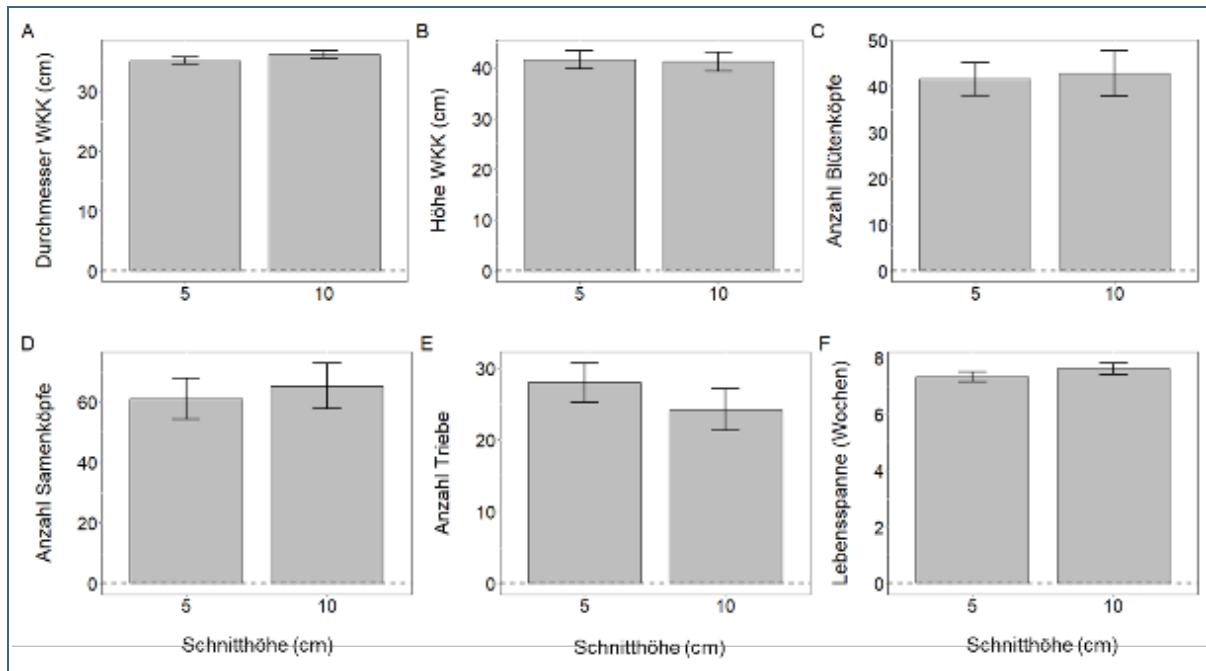 A
Durchmesser WKK (cm)
30
20
10
0
5
10
B
Höhe WKK (cm)
40
30
20
10
0
5
10
C
Anzahl Blütenköpfe
50
40
30
20
10
0
5
10
D
Anzahl Samenköpfe
60
40
20
0
5
10
Schnitthöhe (cm)
E
Anzahl Triebe
30
20
10
0
5
10
Schnitthöhe (cm)
F
Lebensspanne (Wochen)
8
6
4
2
0
5
10
Schnitthöhe (cm)